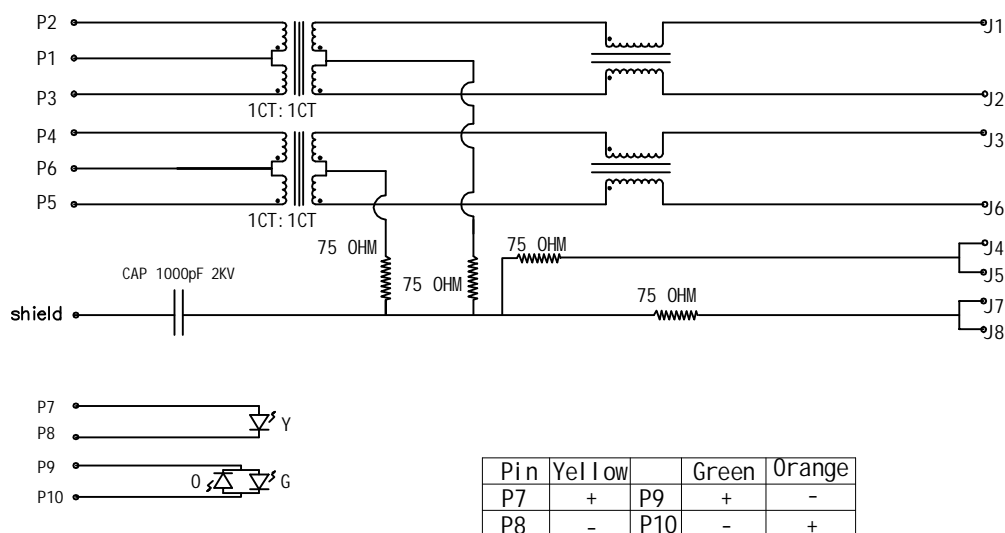 P2
J1
P1
P3
J2
1CT:1CT
P4
J3
P6
P5
J6
1CT:1CT
75 OHM
75 OHM
75 OHM
J4
J5
CAP 1000pF 2KV
75 OHM
shield
J7
J8
P7
P8
Y
P9
P10
O
G
Pin Yellow Green Orange
P7 + P9 + -
P8 - P10 - +